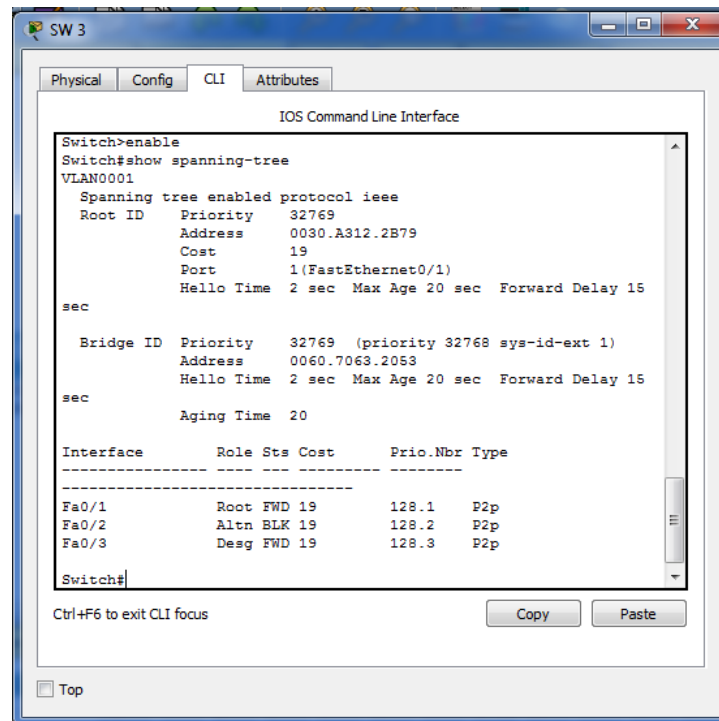 SW 3
Physical Config CLI Attributes
IOS Command Line Interface
Switch>enable
Switch#show spanning-tree
VLAN0001
  Spanning tree enabled protocol ieee
  Root ID    Priority    32769
             Address     0030.A312.2B79
             Cost        19
             Port        1(FastEthernet0/1)
             Hello Time  2 sec  Max Age 20 sec  Forward Delay 15
sec

  Bridge ID  Priority    32769  (priority 32768 sys-id-ext 1)
             Address     0060.7063.2053
             Hello Time  2 sec  Max Age 20 sec  Forward Delay 15
sec
             Aging Time  20

Interface        Role Sts Cost      Prio.Nbr Type
---------------- ---- --- --------- --------
--------------------------------
Fa0/1            Root FWD 19        128.1    P2p
Fa0/2            Altn BLK 19        128.2    P2p
Fa0/3            Desg FWD 19        128.3    P2p

Switch#
Ctrl+F6 to exit CLI focus
Copy Paste
Top